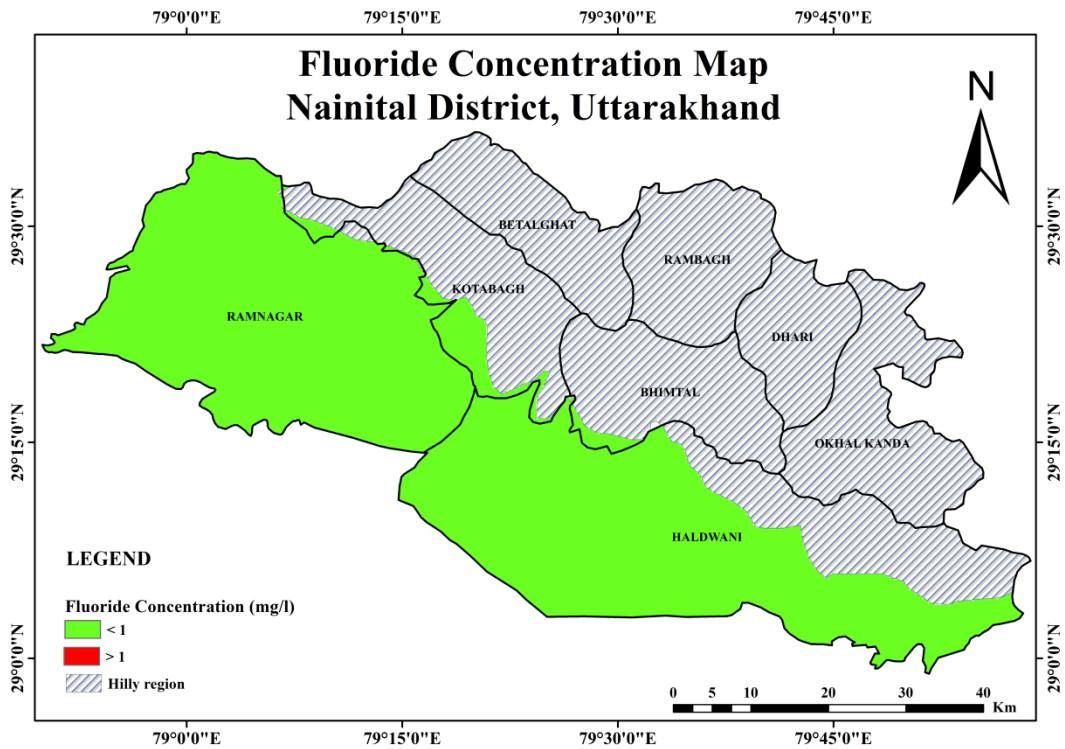 79°0'0"E 79°15'0"E 79°30'0"E 79°45'0"E
Fluoride Concentration Map
Nainital District, Uttarakhand
N
29°30'0"N
29°30'0"N
BETALGHAT
RAMBAGH
KOTABAGH
RAMNAGAR
DHARI
BHIMTAL
29°15'0"N
OKHAL KANDA
29°15'0"N
HALDWANI
LEGEND
Fluoride Concentration (mg/l)
< 1
> 1
Hilly region
29°0'0"N
29°0'0"N
0 5 10 20 30 40
Km
79°0'0"E 79°15'0"E 79°30'0"E 79°45'0"E